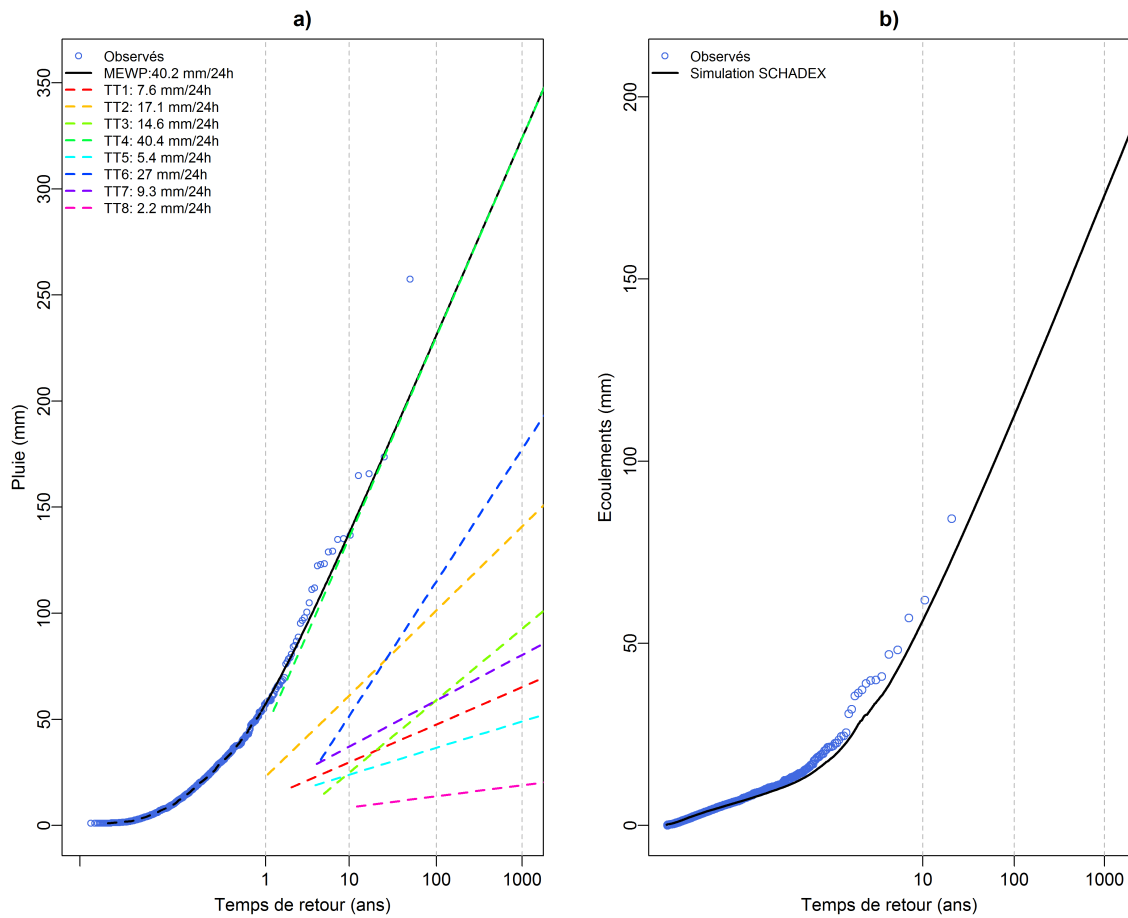 a)
Observés
MEWP:40.2 mm/24h
TT1: 7.6 mm/24h
TT2: 17.1 mm/24h
TT3: 14.6 mm/24h
TT4: 40.4 mm/24h
TT5: 5.4 mm/24h
TT6: 27 mm/24h
TT7: 9.3 mm/24h
TT8: 2.2 mm/24h
Pluie (mm)
350
300
250
200
150
100
50
0
1 10 100 1000
Temps de retour (ans)
b)
Observés
Simulation SCHADEX
Ecoulements (mm)
200
150
100
50
0
10 100 1000
Temps de retour (ans)